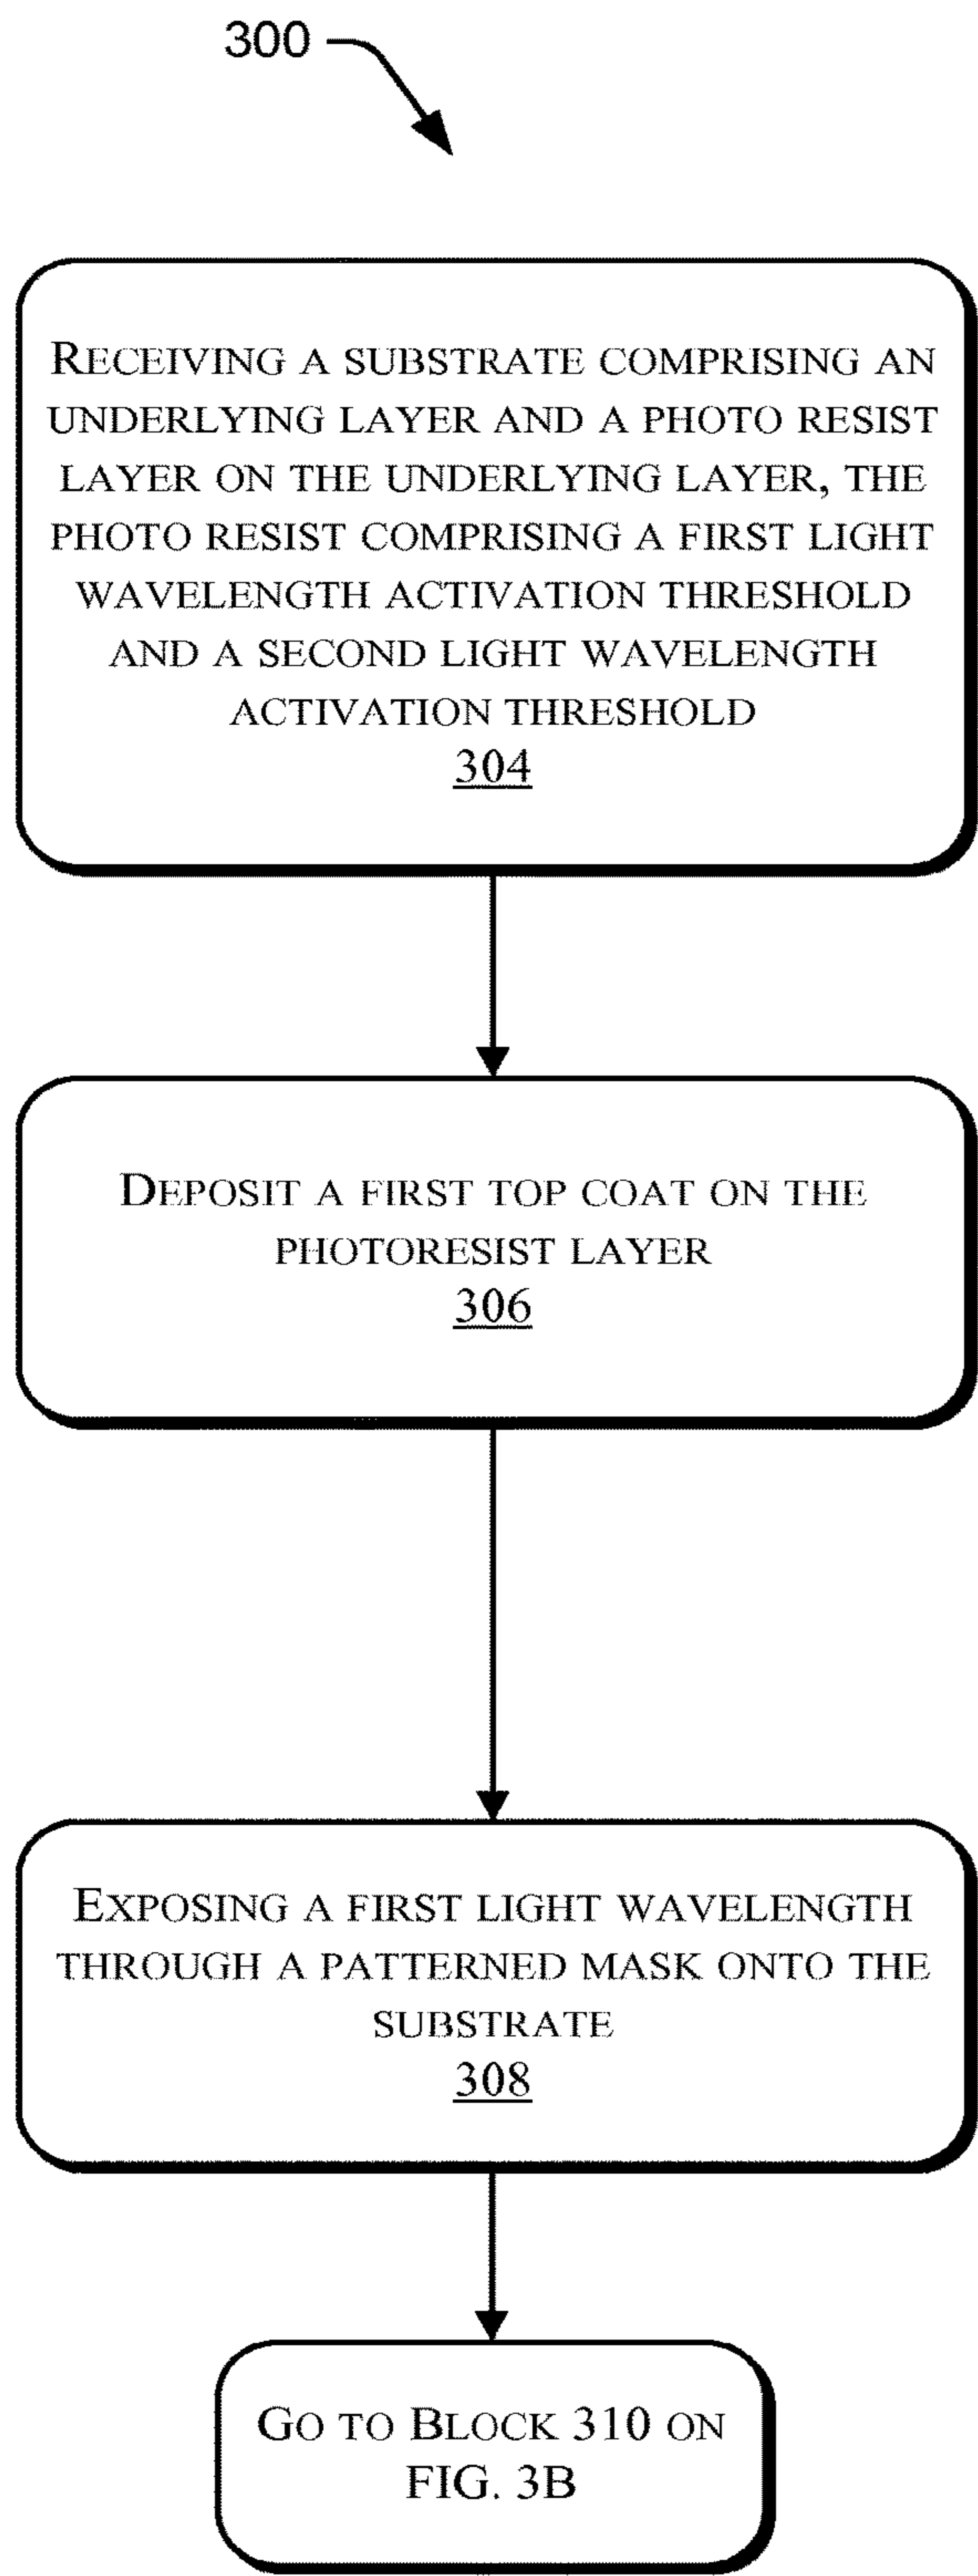 300
RECEIVING A SUBSTRATE COMPRISING AN
UNDERLYING LAYER AND A PHOTO RESIST
LAYER ON THE UNDERLYING LAYER, THE
PHOTO RESIST COMPRISING A FIRST LIGHT
WAVELENGTH ACTIVATION THRESHOLD
AND A SECOND LIGHT WAVELENGTH
ACTIVATION THRESHOLD
304
DEPOSIT A FIRST TOP COAT ON THE
PHOTORESIST LAYER
306
EXPOSING A FIRST LIGHT WAVELENGTH
THROUGH A PATTERNED MASK ONTO THE
SUBSTRATE
308
GO TO BLOCK 310 ON
FIG. 3B